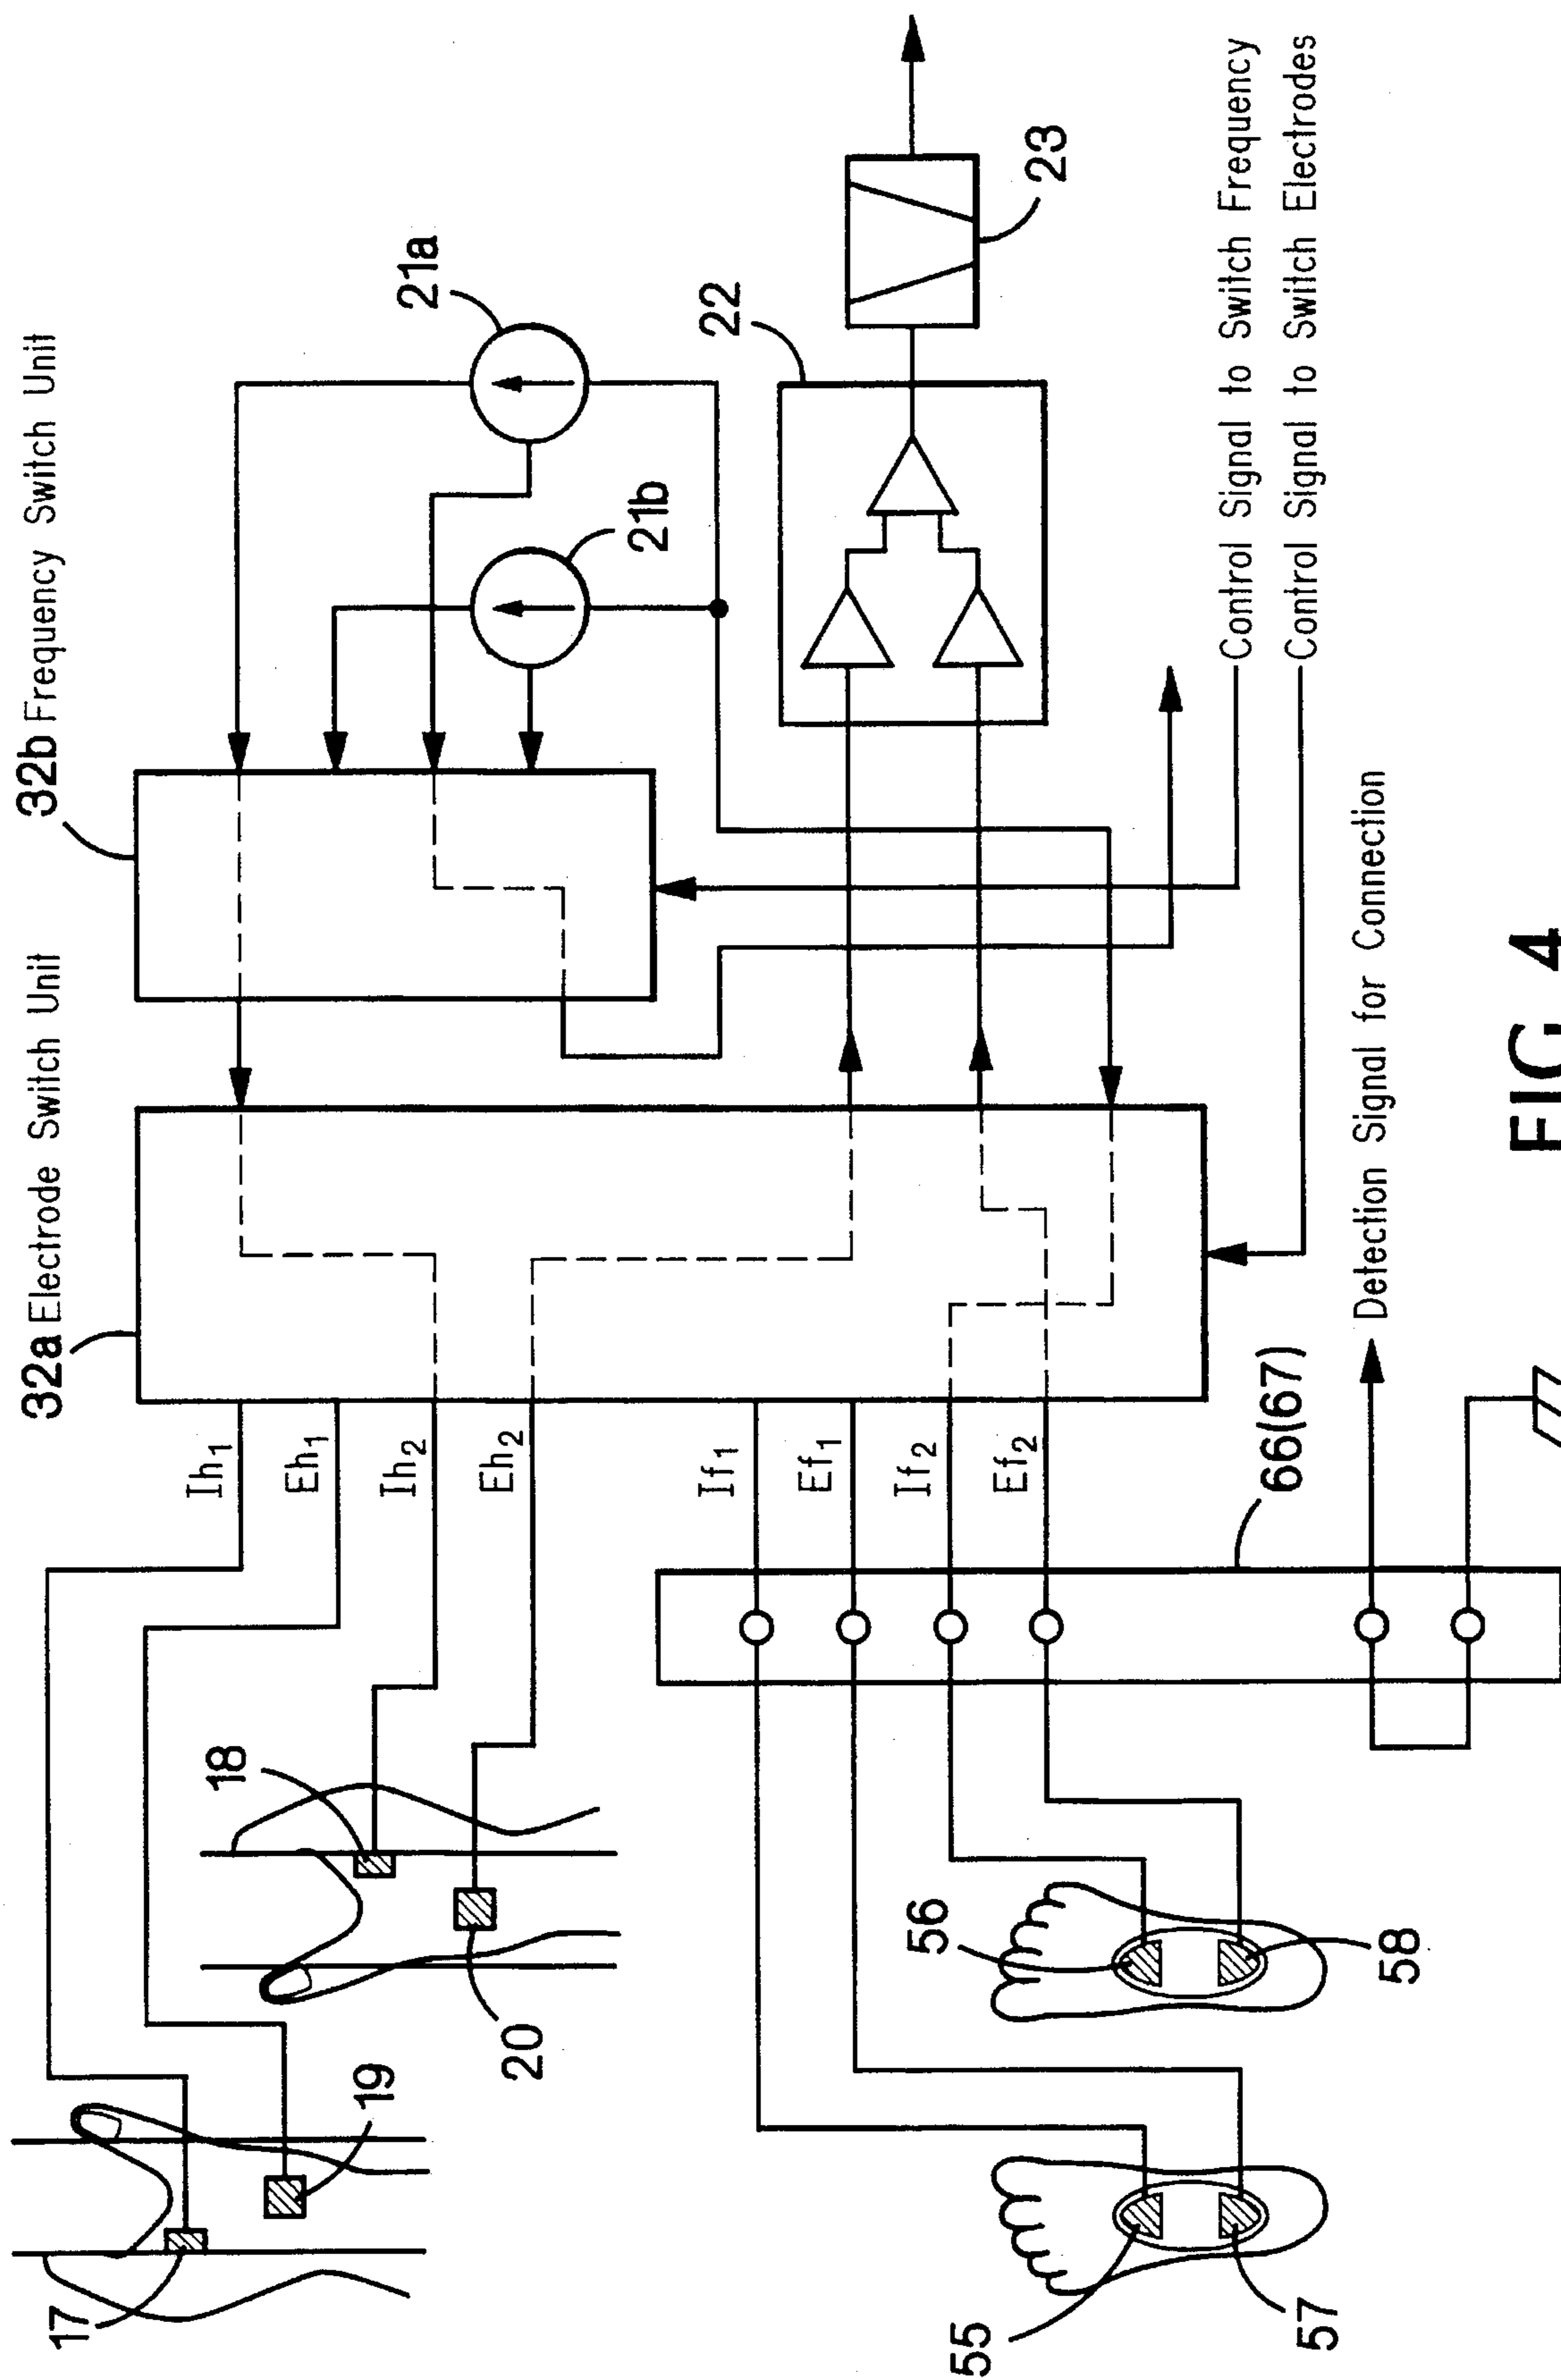 32a Electrode Switch Unit
32b Frequency Switch Unit
21a
21b
22
23
Ih1
Eh1
Ih2
Eh2
If1
Ef1
If2
Ef2
17
19
18
20
55
57
56
58
66(67)
Control Signal to Switch Frequency
Control Signal to Switch Electrodes
Detection Signal for Connection
FIG. 4